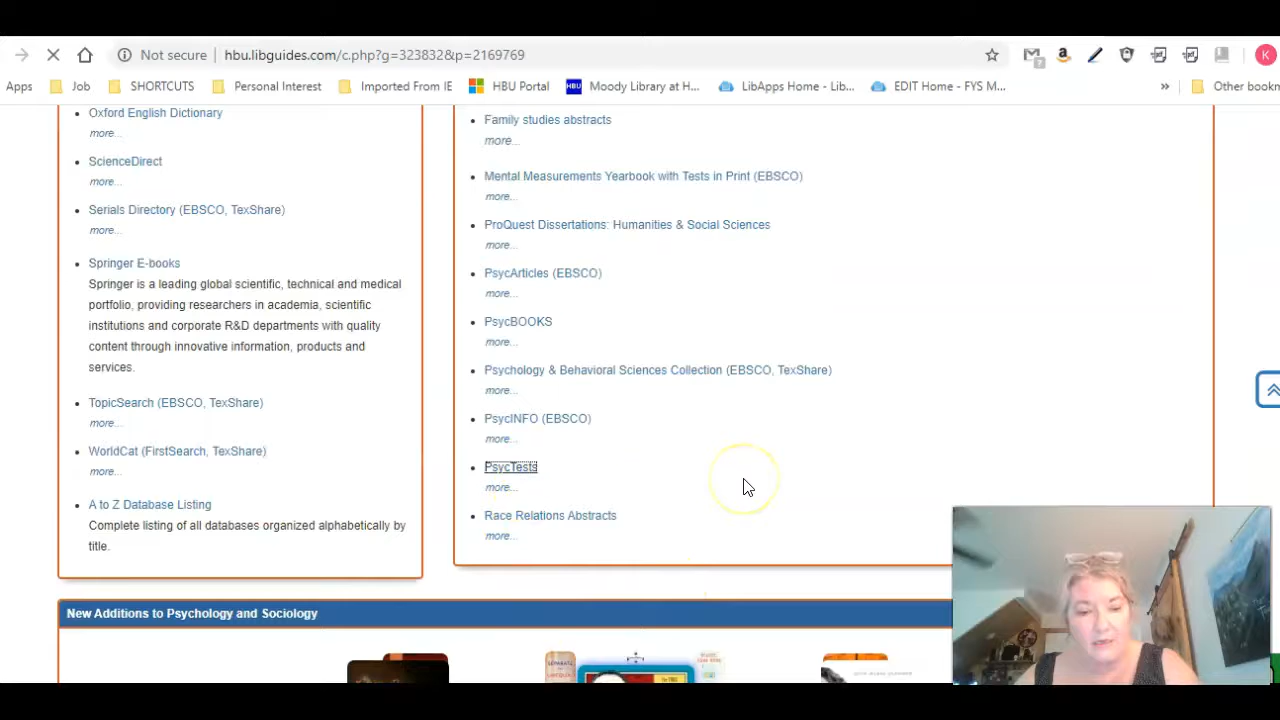 Not secure
hbu.libguides.com/c.php?g=323832&p=2169769
K
Apps
Job
SHORTCUTS
Personal Interest
Imported From IE
HBU Portal
HBU
Moody Library at H...
LibApps Home - Lib...
EDIT Home - FYS M...
»
Other bookm
Oxford English Dictionary
more...
ScienceDirect
more...
Serials Directory (EBSCO, TexShare)
more...
Springer E-books
Springer is a leading global scientific, technical and medical
portfolio, providing researchers in academia, scientific
institutions and corporate R&D departments with quality
content through innovative information, products and
services.
TopicSearch (EBSCO, TexShare)
more...
WorldCat (FirstSearch, TexShare)
more...
A to Z Database Listing
Complete listing of all databases organized alphabetically by
title.
Family studies abstracts
more...
Mental Measurements Yearbook with Tests in Print (EBSCO)
more...
ProQuest Dissertations: Humanities & Social Sciences
more...
PsycArticles (EBSCO)
more...
PsycBOOKS
more...
Psychology & Behavioral Sciences Collection (EBSCO, TexShare)
more...
PsycINFO (EBSCO)
more...
PsycTests
more...
Race Relations Abstracts
more...
New Additions to Psychology and Sociology